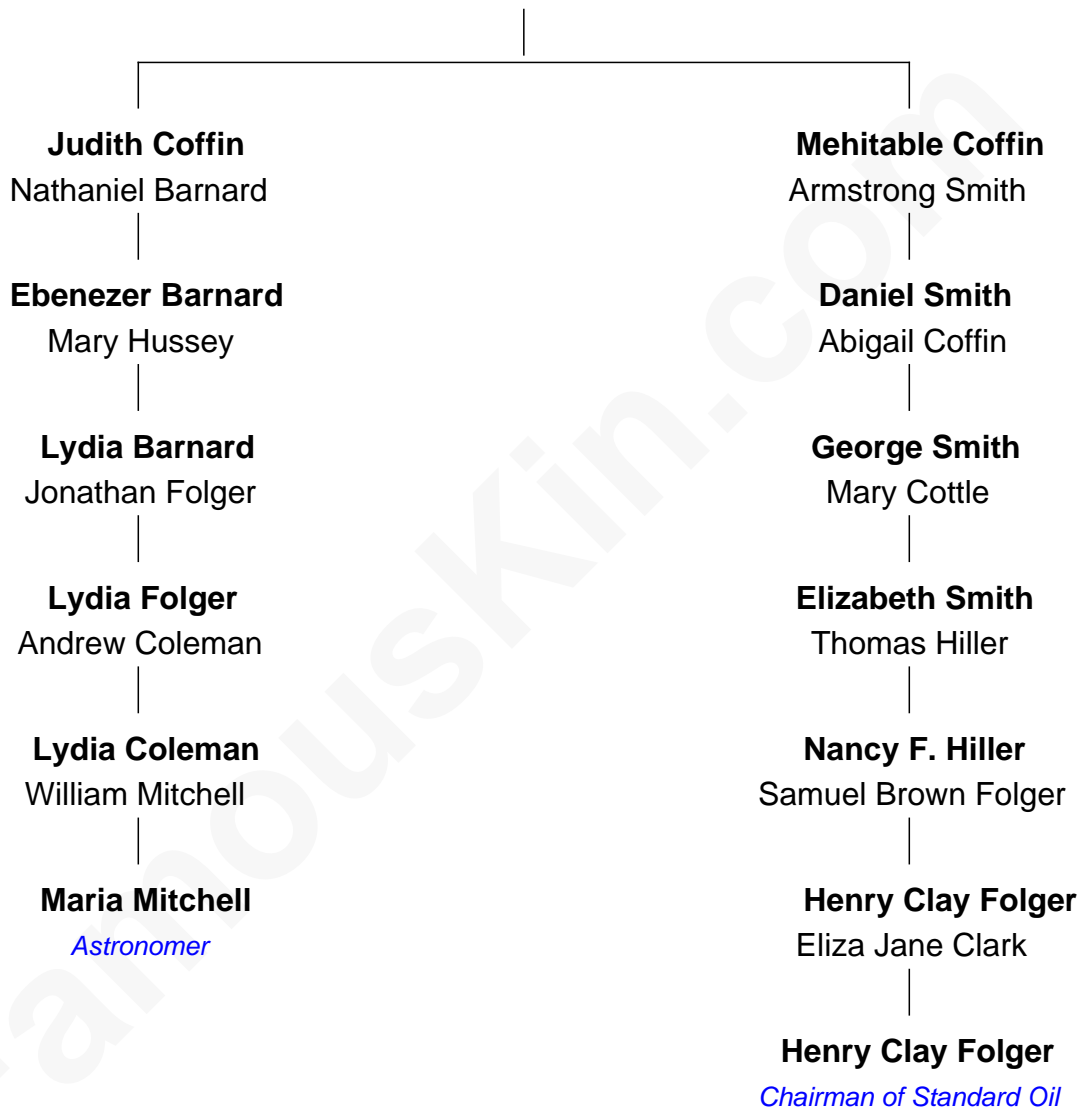 Judith Coffin
Nathaniel Barnard
Ebenezer Barnard
Mary Hussey
Lydia Barnard
Jonathan Folger
Lydia Folger
Andrew Coleman
Lydia Coleman
William Mitchell
Maria Mitchell
Astronomer
Mehitable Coffin
Armstrong Smith
Daniel Smith
Abigail Coffin
George Smith
Mary Cottle
Elizabeth Smith
Thomas Hiller
Nancy F. Hiller
Samuel Brown Folger
Henry Clay Folger
Eliza Jane Clark
Henry Clay Folger
Chairman of Standard Oil
amousKin.com